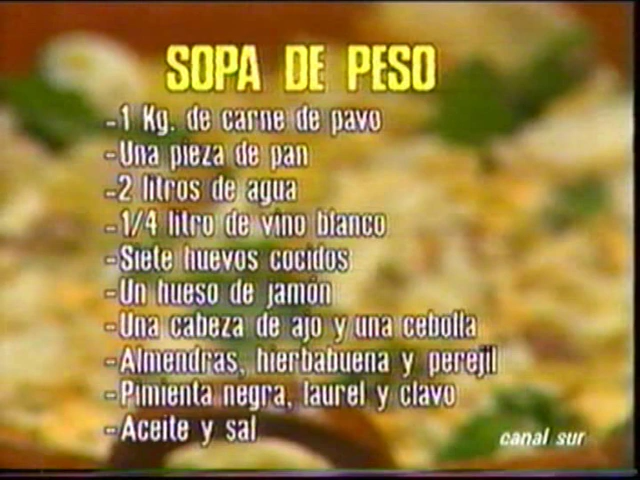 SOPA DE PESO
-1 Kg. de carne de pavo
-Una pieza de pan
-2 litros de agua
-1/4 litro de vino blanco
-Siete huevos cocidos
-Un hueso de jamón
-Una cabeza de ajo y una cebolla
-Almendras, hierbabuena y perejil
-Pimienta negra, laurel y clavo
-Aceite y sal
canal sur